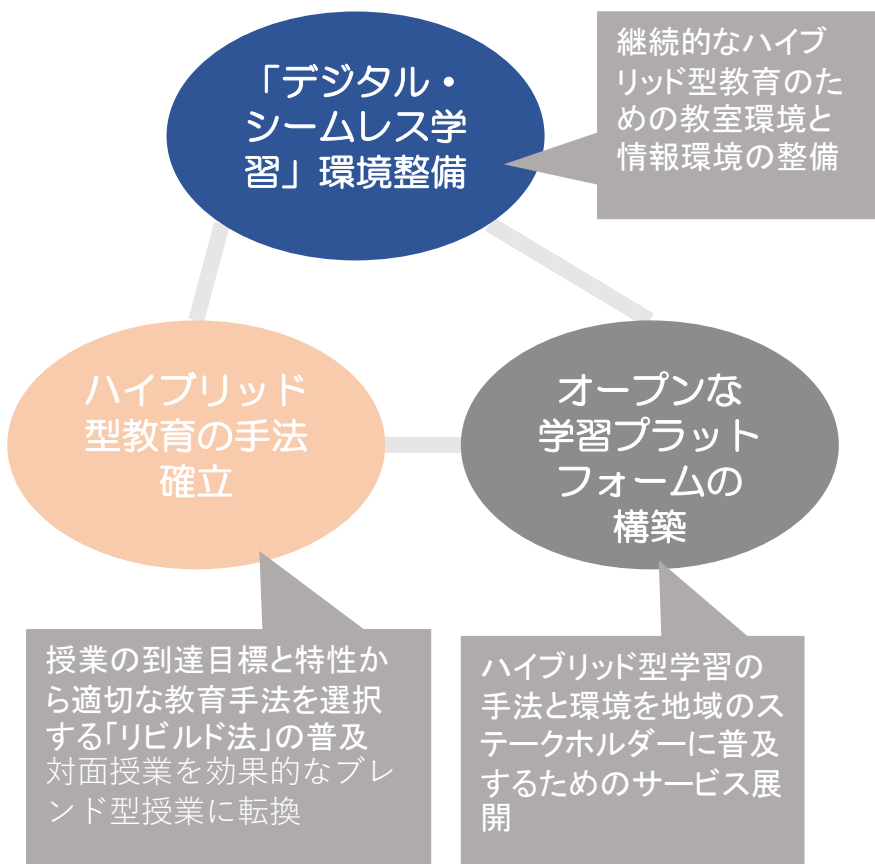 「デジタル・
シームレス学
習」環境整備
継続的なハイブ
リッド型教育のた
めの教室環境と
情報環境の整備
ハイブリッド
型教育の手法
確立
オープンな
学習プラット
フォームの
構築
授業の到達目標と特性か
ら適切な教育手法を選択
する「リビルド法」の普及
対面授業を効果的なブレ
ンド型授業に転換
ハイブリッド型学習の
手法と環境を地域のス
テークホルダーに普及
するためのサービス展
開